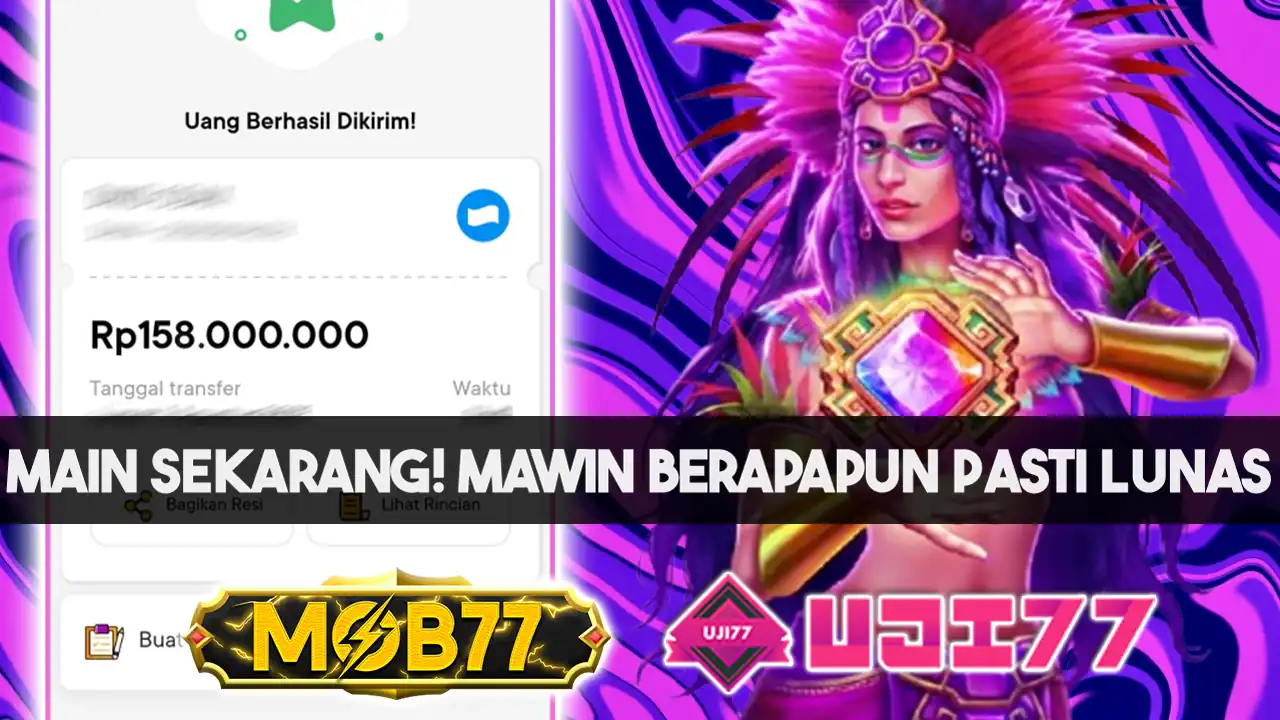 Uang Berhasil Dikirim!
Rp158.000.000
Tanggal transfer
Waktu
MAIN SEKARANG! MAWIN BERAPAPUN PASTI LUNAS
Bagikan Resi
Lihat Rincian
Buat
MOB77
UJI77
UJI77